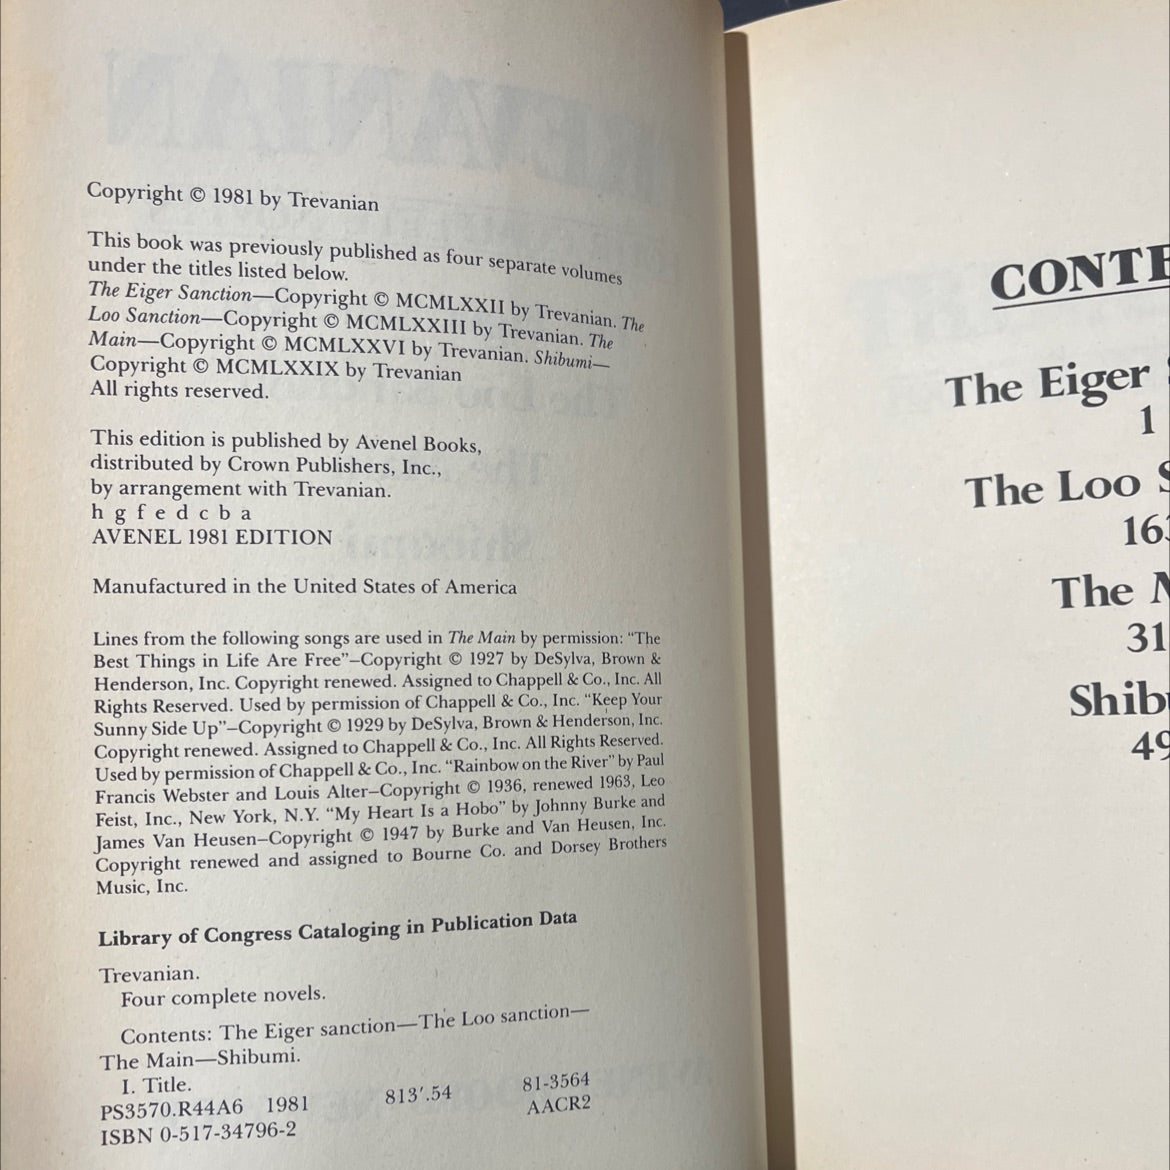 Copyright © 1981 by Trevanian
This book was previously published as four separate volumes
under the titles listed below.
The Eiger Sanction—Copyright © MCMLXXII by Trevanian. The
Loo Sanction—Copyright © MCMLXXIII by Trevanian. The
Main—Copyright © MCMLXXVI by Trevanian. Shibumi—
Copyright © MCMLXXIX by Trevanian
All rights reserved.
This edition is published by Avenel Books,
distributed by Crown Publishers, Inc.,
by arrangement with Trevanian.
h g f e d c b a
AVENEL 1981 EDITION
Manufactured in the United States of America
Lines from the following songs are used in The Main by permission: “The
Best Things in Life Are Free”–Copyright © 1927 by DeSylva, Brown &
Henderson, Inc. Copyright renewed. Assigned to Chappell & Co., Inc. All
Rights Reserved. Used by permission of Chappell & Co., Inc. “Keep Your
Sunny Side Up”–Copyright © 1929 by DeSylva, Brown & Henderson, Inc.
Copyright renewed. Assigned to Chappell & Co., Inc. All Rights Reserved.
Used by permission of Chappell & Co., Inc. “Rainbow on the River” by Paul
Francis Webster and Louis Alter–Copyright © 1936, renewed 1963, Leo
Feist, Inc., New York, N.Y. “My Heart Is a Hobo” by Johnny Burke and
James Van Heusen–Copyright © 1947 by Burke and Van Heusen, Inc.
Copyright renewed and assigned to Bourne Co. and Dorsey Brothers
Music, Inc.
Library of Congress Cataloging in Publication Data
Trevanian.
Four complete novels.
Contents: The Eiger sanction—The Loo sanction—
The Main—Shibumi.
I. Title.
PS3570.R44A6 1981 813′.54 81-3564
ISBN 0-517-34796-2 AACR2
CONTE
The Eiger
1
The Loo S
163
The M
31
Shibu
49